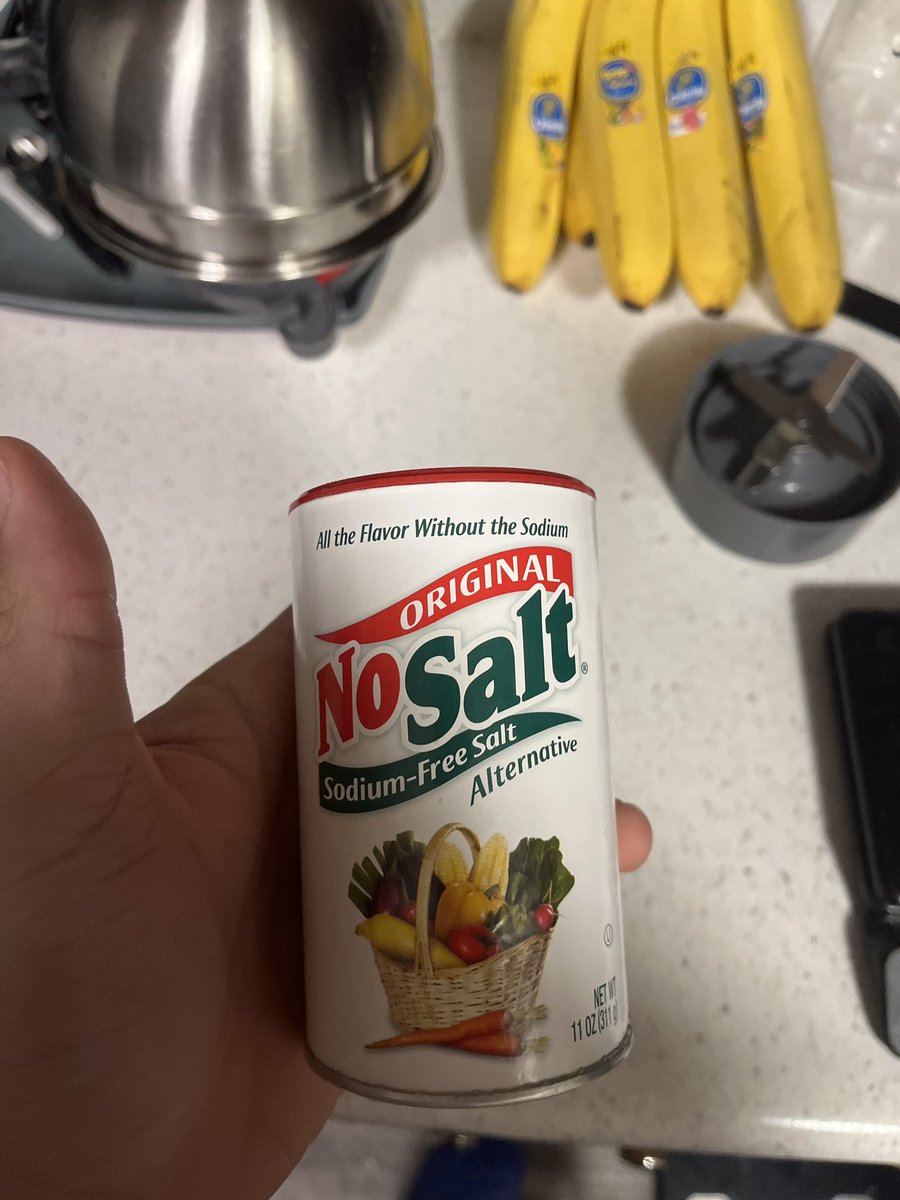 All the Flavor Without the Sodium
ORIGINAL
NoSalt®
Sodium-Free Salt
Alternative
U
NET WT
11 OZ (311 g)